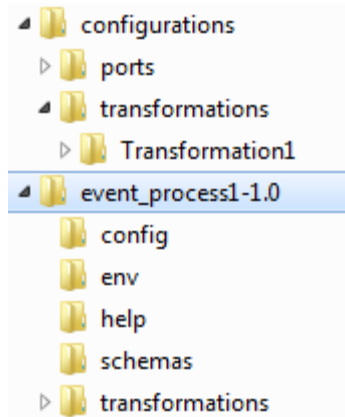 configurations
ports
transformations
Transformation1
event_process1-1.0
config
env
help
schemas
transformations